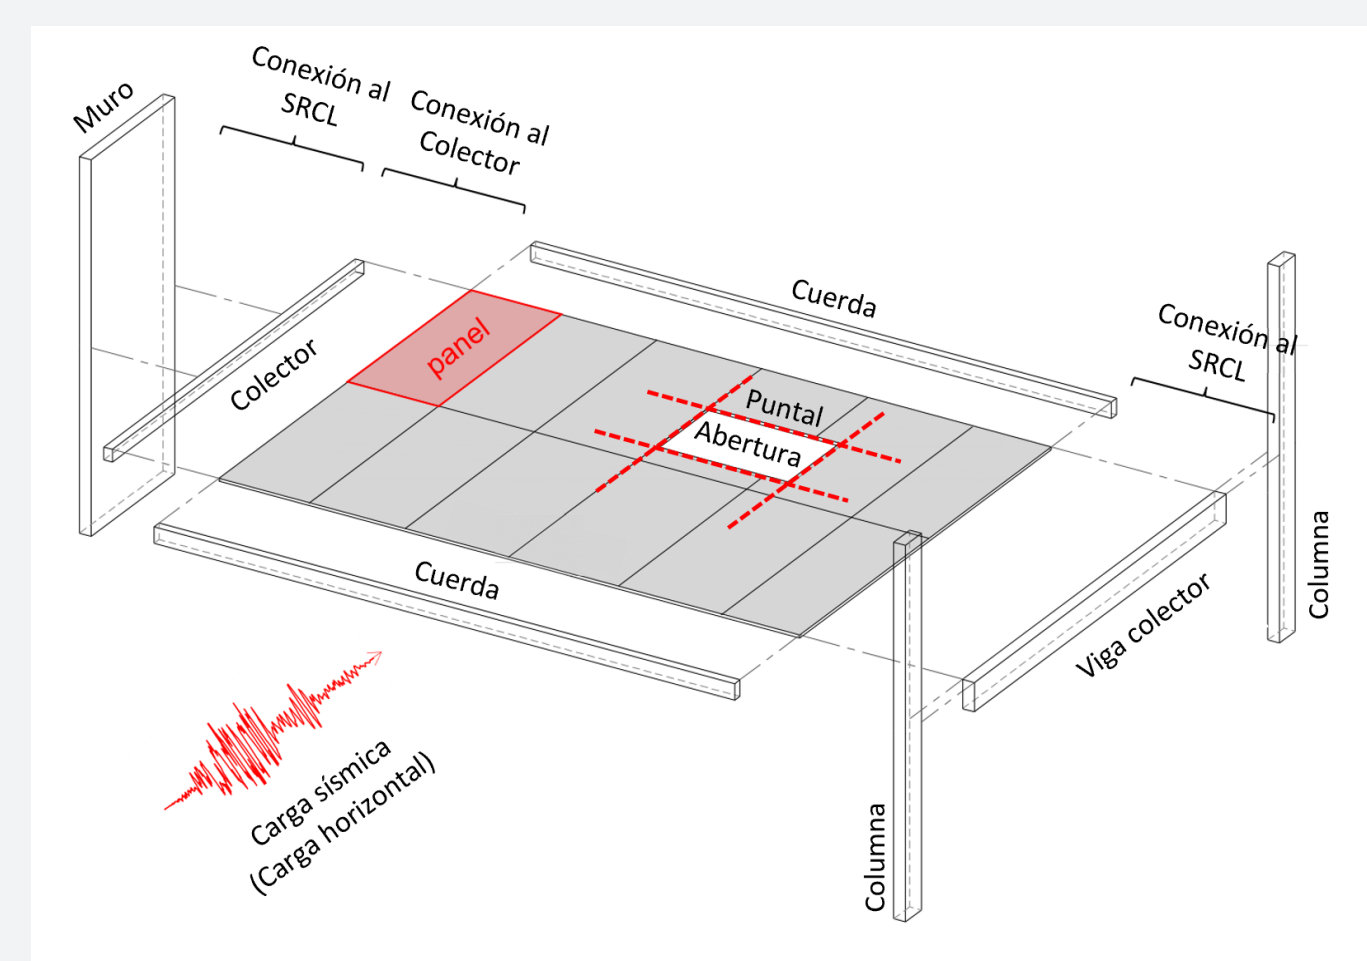 Muro
Conexión al
SRCL
Conexión al
Colector
Cuerda
Conexión al
SRCL
Colector
panel
Puntal
Abertura
Columna
Cuerda
Viga colector
Carga sísmica
(Carga horizontal)
Columna